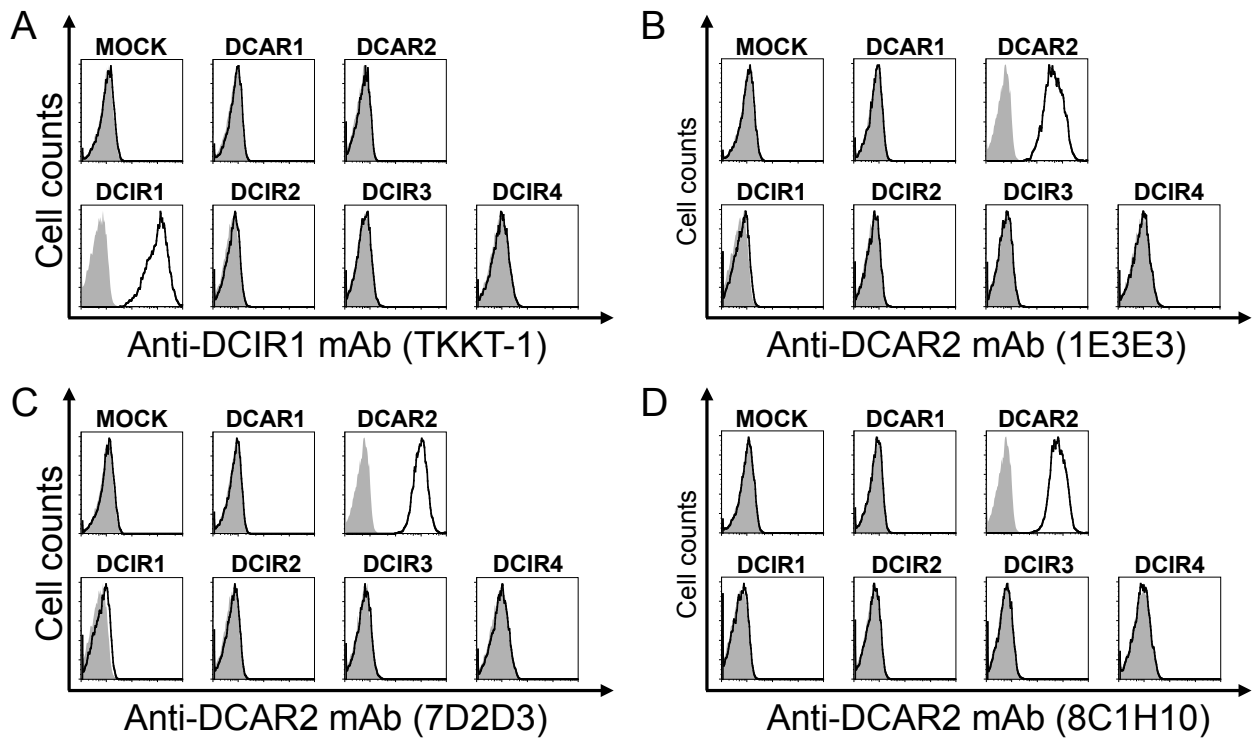 A
MOCK DCAR1 DCAR2
DCIR1 DCIR2 DCIR3 DCIR4
Cell counts
Anti-DCIR1 mAb (TKKT-1)
B
MOCK DCAR1 DCAR2
DCIR1 DCIR2 DCIR3 DCIR4
Cell counts
Anti-DCAR2 mAb (1E3E3)
C
MOCK DCAR1 DCAR2
DCIR1 DCIR2 DCIR3 DCIR4
Cell counts
Anti-DCAR2 mAb (7D2D3)
D
MOCK DCAR1 DCAR2
DCIR1 DCIR2 DCIR3 DCIR4
Cell counts
Anti-DCAR2 mAb (8C1H10)